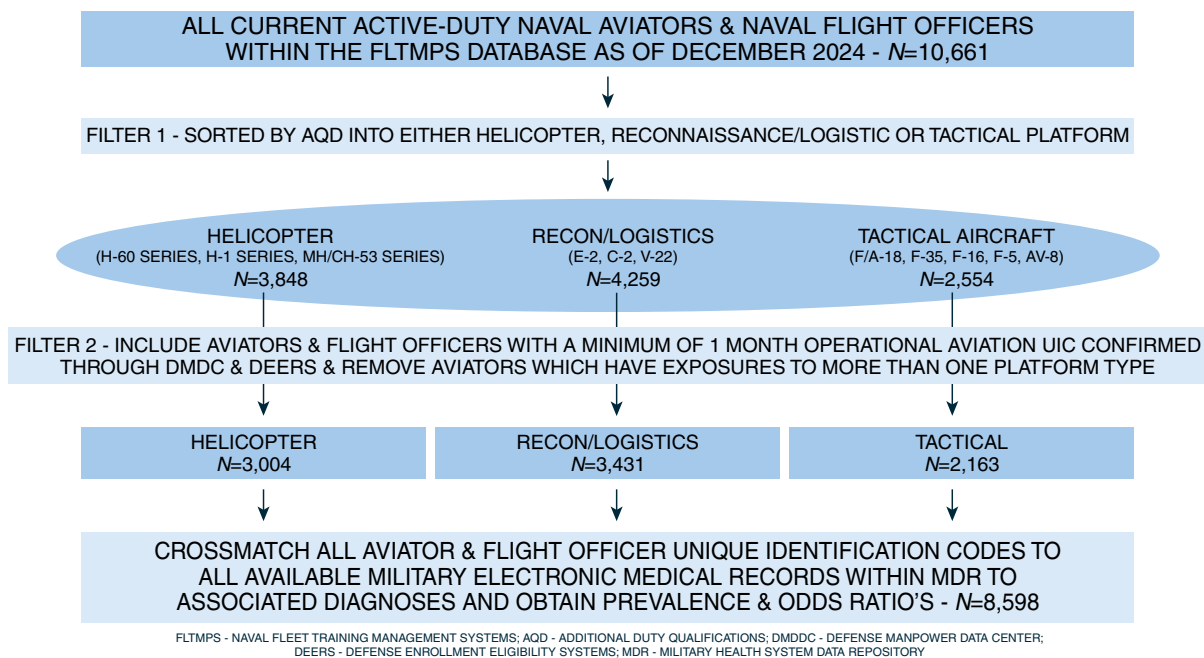 ALL CURRENT ACTIVE-DUTY NAVAL AVIATORS & NAVAL FLIGHT OFFICERS
WITHIN THE FLTMPS DATABASE AS OF DECEMBER 2024 - N=10,661
FILTER 1 - SORTED BY AQD INTO EITHER HELICOPTER, RECONNAISSANCE/LOGISTIC OR TACTICAL PLATFORM
HELICOPTER
(H-60 SERIES, H-1 SERIES, MH/CH-53 SERIES)
N=3,848
RECON/LOGISTICS
(E-2, C-2, V-22)
N=4,259
TACTICAL AIRCRAFT
(F/A-18, F-35, F-16, F-5, AV-8)
N=2,554
FILTER 2 - INCLUDE AVIATORS & FLIGHT OFFICERS WITH A MINIMUM OF 1 MONTH OPERATIONAL AVIATION UIC CONFIRMED
THROUGH DMDC & DEERS & REMOVE AVIATORS WHICH HAVE EXPOSURES TO MORE THAN ONE PLATFORM TYPE
HELICOPTER
N=3,004
RECON/LOGISTICS
N=3,431
TACTICAL
N=2,163
CROSSMATCH ALL AVIATOR & FLIGHT OFFICER UNIQUE IDENTIFICATION CODES TO
ALL AVAILABLE MILITARY ELECTRONIC MEDICAL RECORDS WITHIN MDR TO
ASSOCIATED DIAGNOSES AND OBTAIN PREVALENCE & ODDS RATIO'S - N=8,598
FLTMPS - NAVAL FLEET TRAINING MANAGEMENT SYSTEMS; AQD - ADDITIONAL DUTY QUALIFICATIONS; DMDDC - DEFENSE MANPOWER DATA CENTER;
DEERS - DEFENSE ENROLLMENT ELIGIBILITY SYSTEMS; MDR - MILITARY HEALTH SYSTEM DATA REPOSITORY